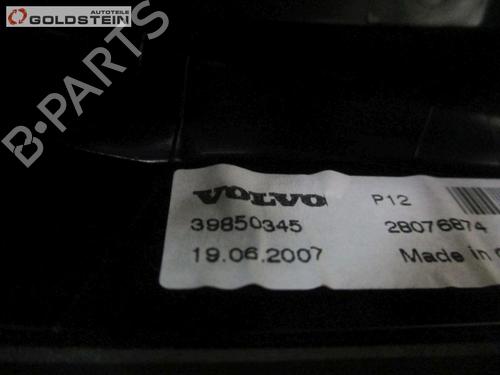 AUTOTEILE
GOLDSTEIN
B-PARTS
VOLVO P12
39850345 28076874
19.06.2007 Made in